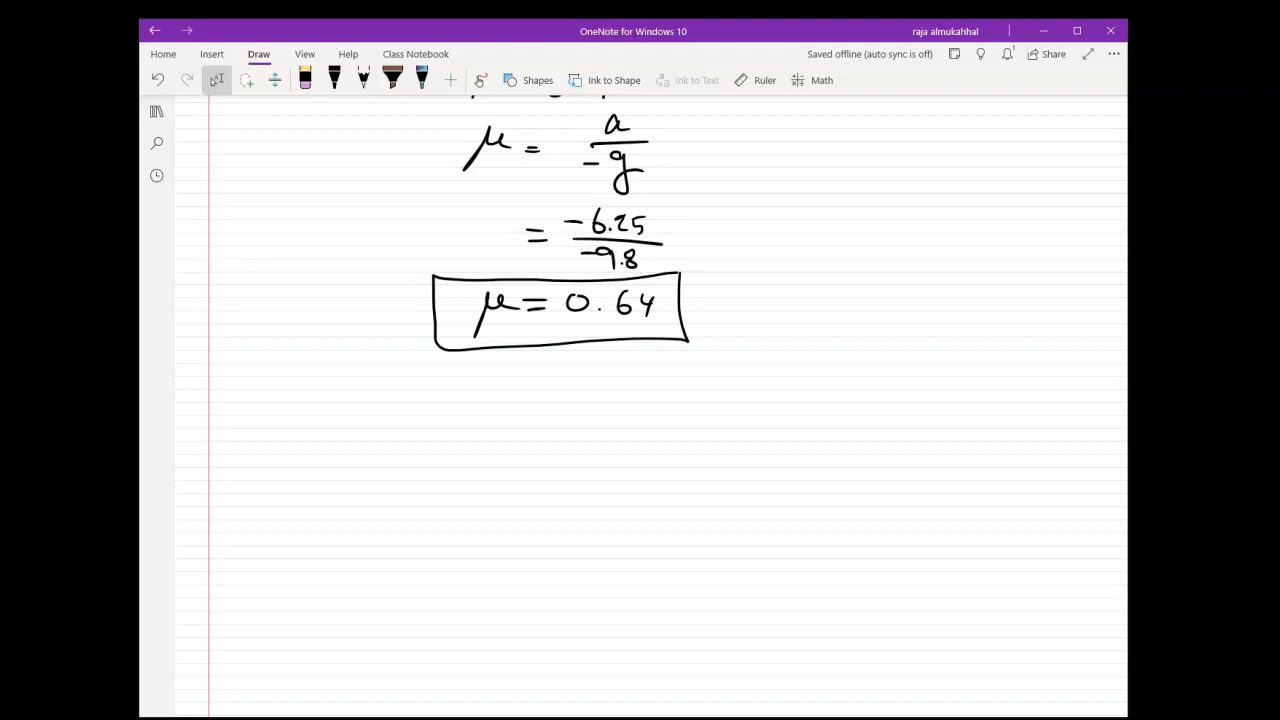 OneNote for Windows 10
raja almukahhal
Home Insert Draw View Help Class Notebook
Saved offline (auto sync is off)
1
Share
Shapes Ink to Shape Ink to Text Ruler Math
μ = a / -g
= -6.25 / -9.8
μ = 0.64